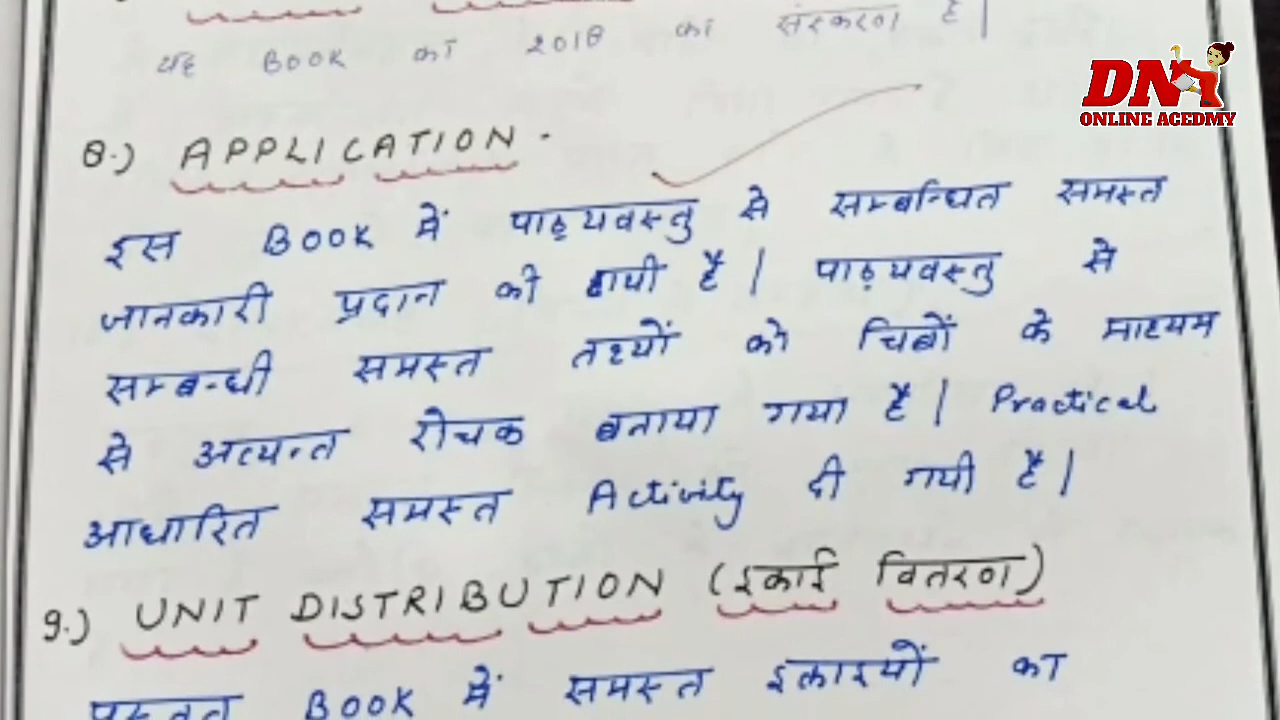 यह BOOK का 2018 का संस्करण है |
DNA
ONLINE ACEDMY
8.) APPLICATION .
इस BOOK में पाठ्यवस्तु से सम्बन्धित समस्त
जानकारी प्रदान की गयी है | पाठ्यवस्तु से
सम्बन्धी समस्त तथ्यों को चित्रों के माध्यम
से अत्यन्त रोचक बनाया गया है | Practical
आधारित समस्त Activity दी गयी है |
9.) UNIT DISTRIBUTION (इकाई वितरण)
प्रस्तुत BOOK में समस्त इकाइयों का